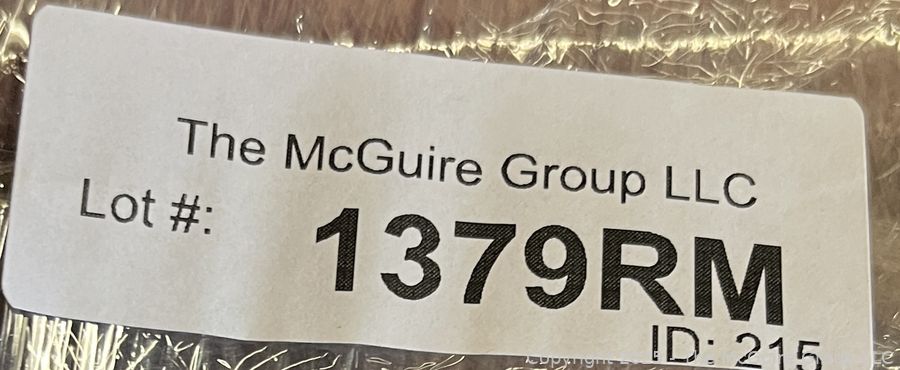 The McGuire Group LLC
Lot #: 1379RM
ID: 215